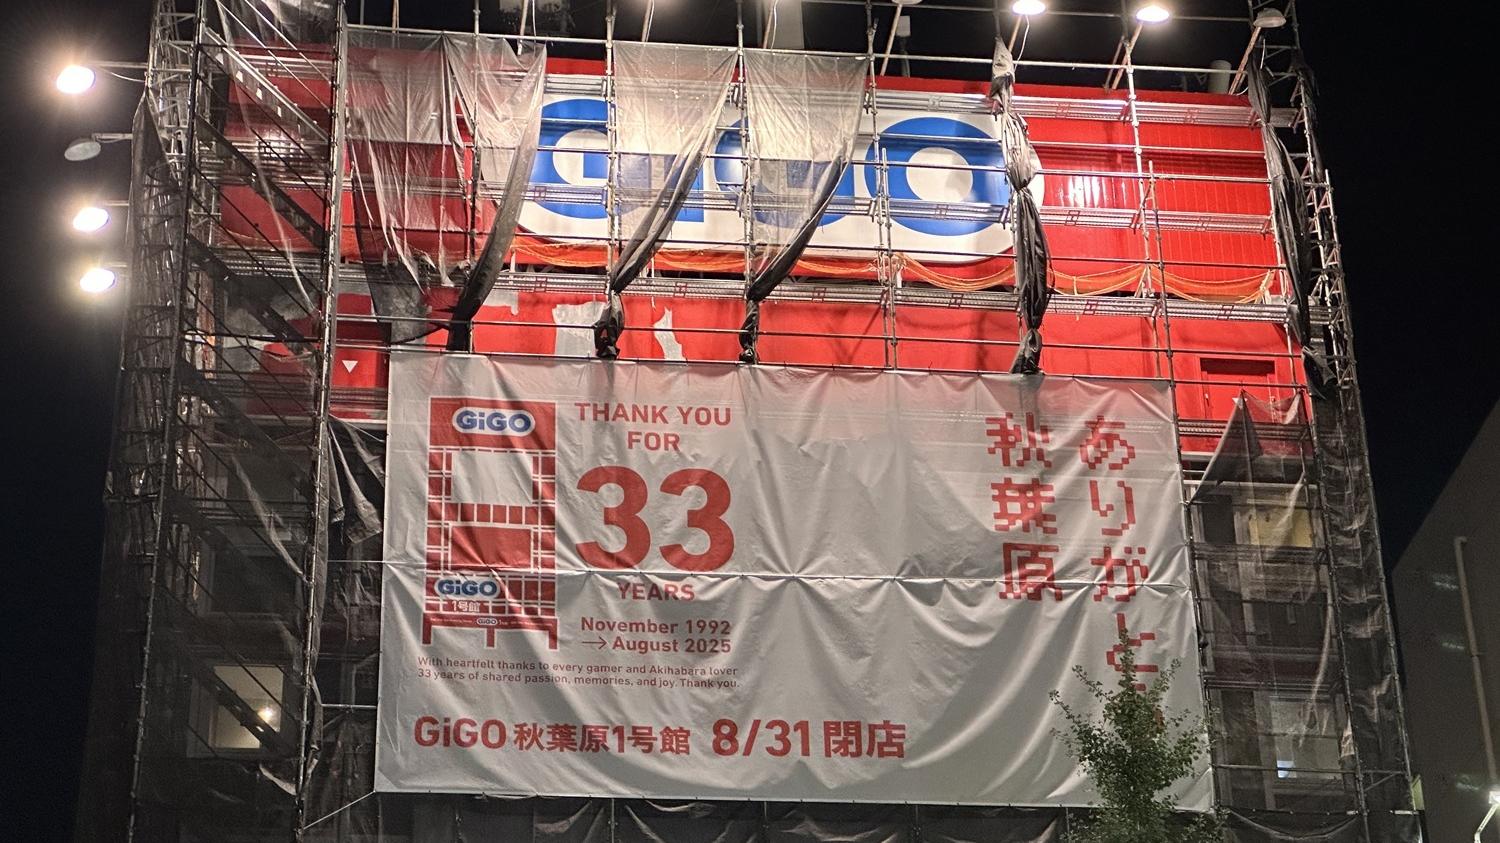 GiGO
GiGO
THANK YOU
FOR
33
YEARS
November 1992
→ August 2025
GiGO
1号館
With heartfelt thanks to every gamer and Akihabara lover
33 years of shared passion, memories, and joy. Thank you.
GiGO 秋葉原1号館 8/31 閉店
ありがと
秋葉原